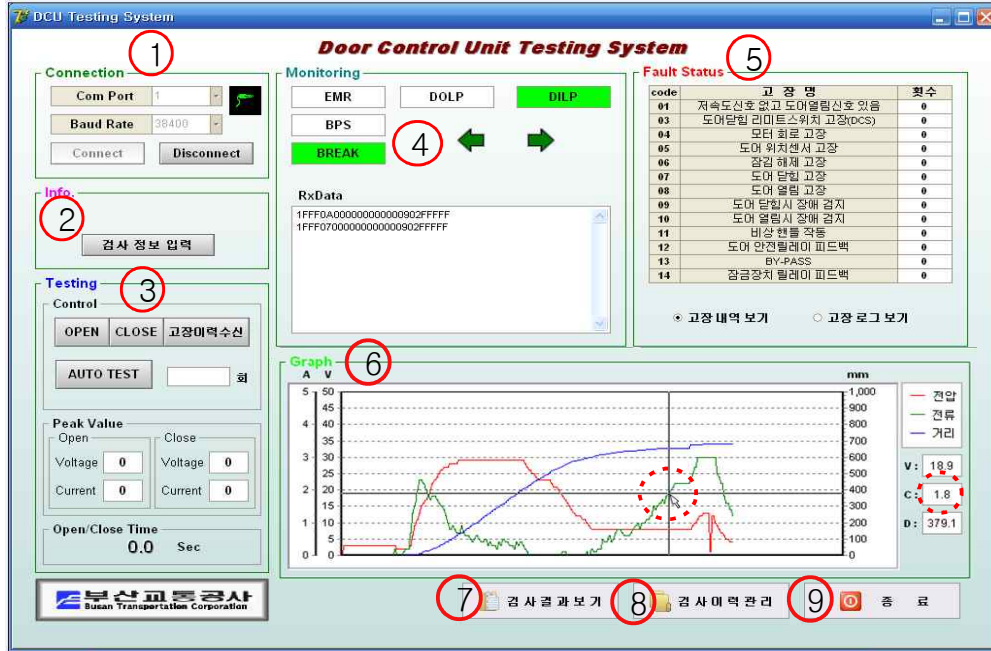 DCU Testing System
Door Control Unit Testing System
1
Connection
Com Port 1
Baud Rate 38400
Connect Disconnect
2
Info.
검사 정보 입력
3
Testing
Control
OPEN CLOSE 고장이력수신
AUTO TEST 회
Peak Value
Open
Voltage 0
Current 0
Close
Voltage 0
Current 0
Open/Close Time
0.0 Sec
부산교통공사
Busan Transportation Corporation
Monitoring
EMR DOLP DILP
BPS
BREAK
4
RxData
1FFF0A00000000000902FFFFF
1FFF07000000000000902FFFFF
5
Fault Status
code 고 장 명 횟수
01 저속도신호 없고 도어열림신호 있음 0
03 도어닫힘 리미트스위치 고장(DCS) 0
04 모터 회로 고장 0
05 도어 위치센서 고장 0
06 잠김 해제 고장 0
07 도어 닫힘 고장 0
08 도어 열림 고장 0
09 도어 닫힘시 장애 검지 0
10 도어 열림시 장애 검지 0
11 비상 핸들 작동 0
12 도어 안전릴레이 피드백 0
13 BY-PASS 0
14 잠금장치 릴레이 피드백 0
고장 내역 보기 고장 로그 보기
6
Graph
A V mm
5 50 1,000
45 900
4 40 800
35 700
3 30 600
25 500
2 20 400
15 300
1 10 200
5 100
0 0 0
전압
전류
거리
V: 18.9
C: 1.8
D: 379.1
7 검사결과보기
8 검사이력관리
9 종 료